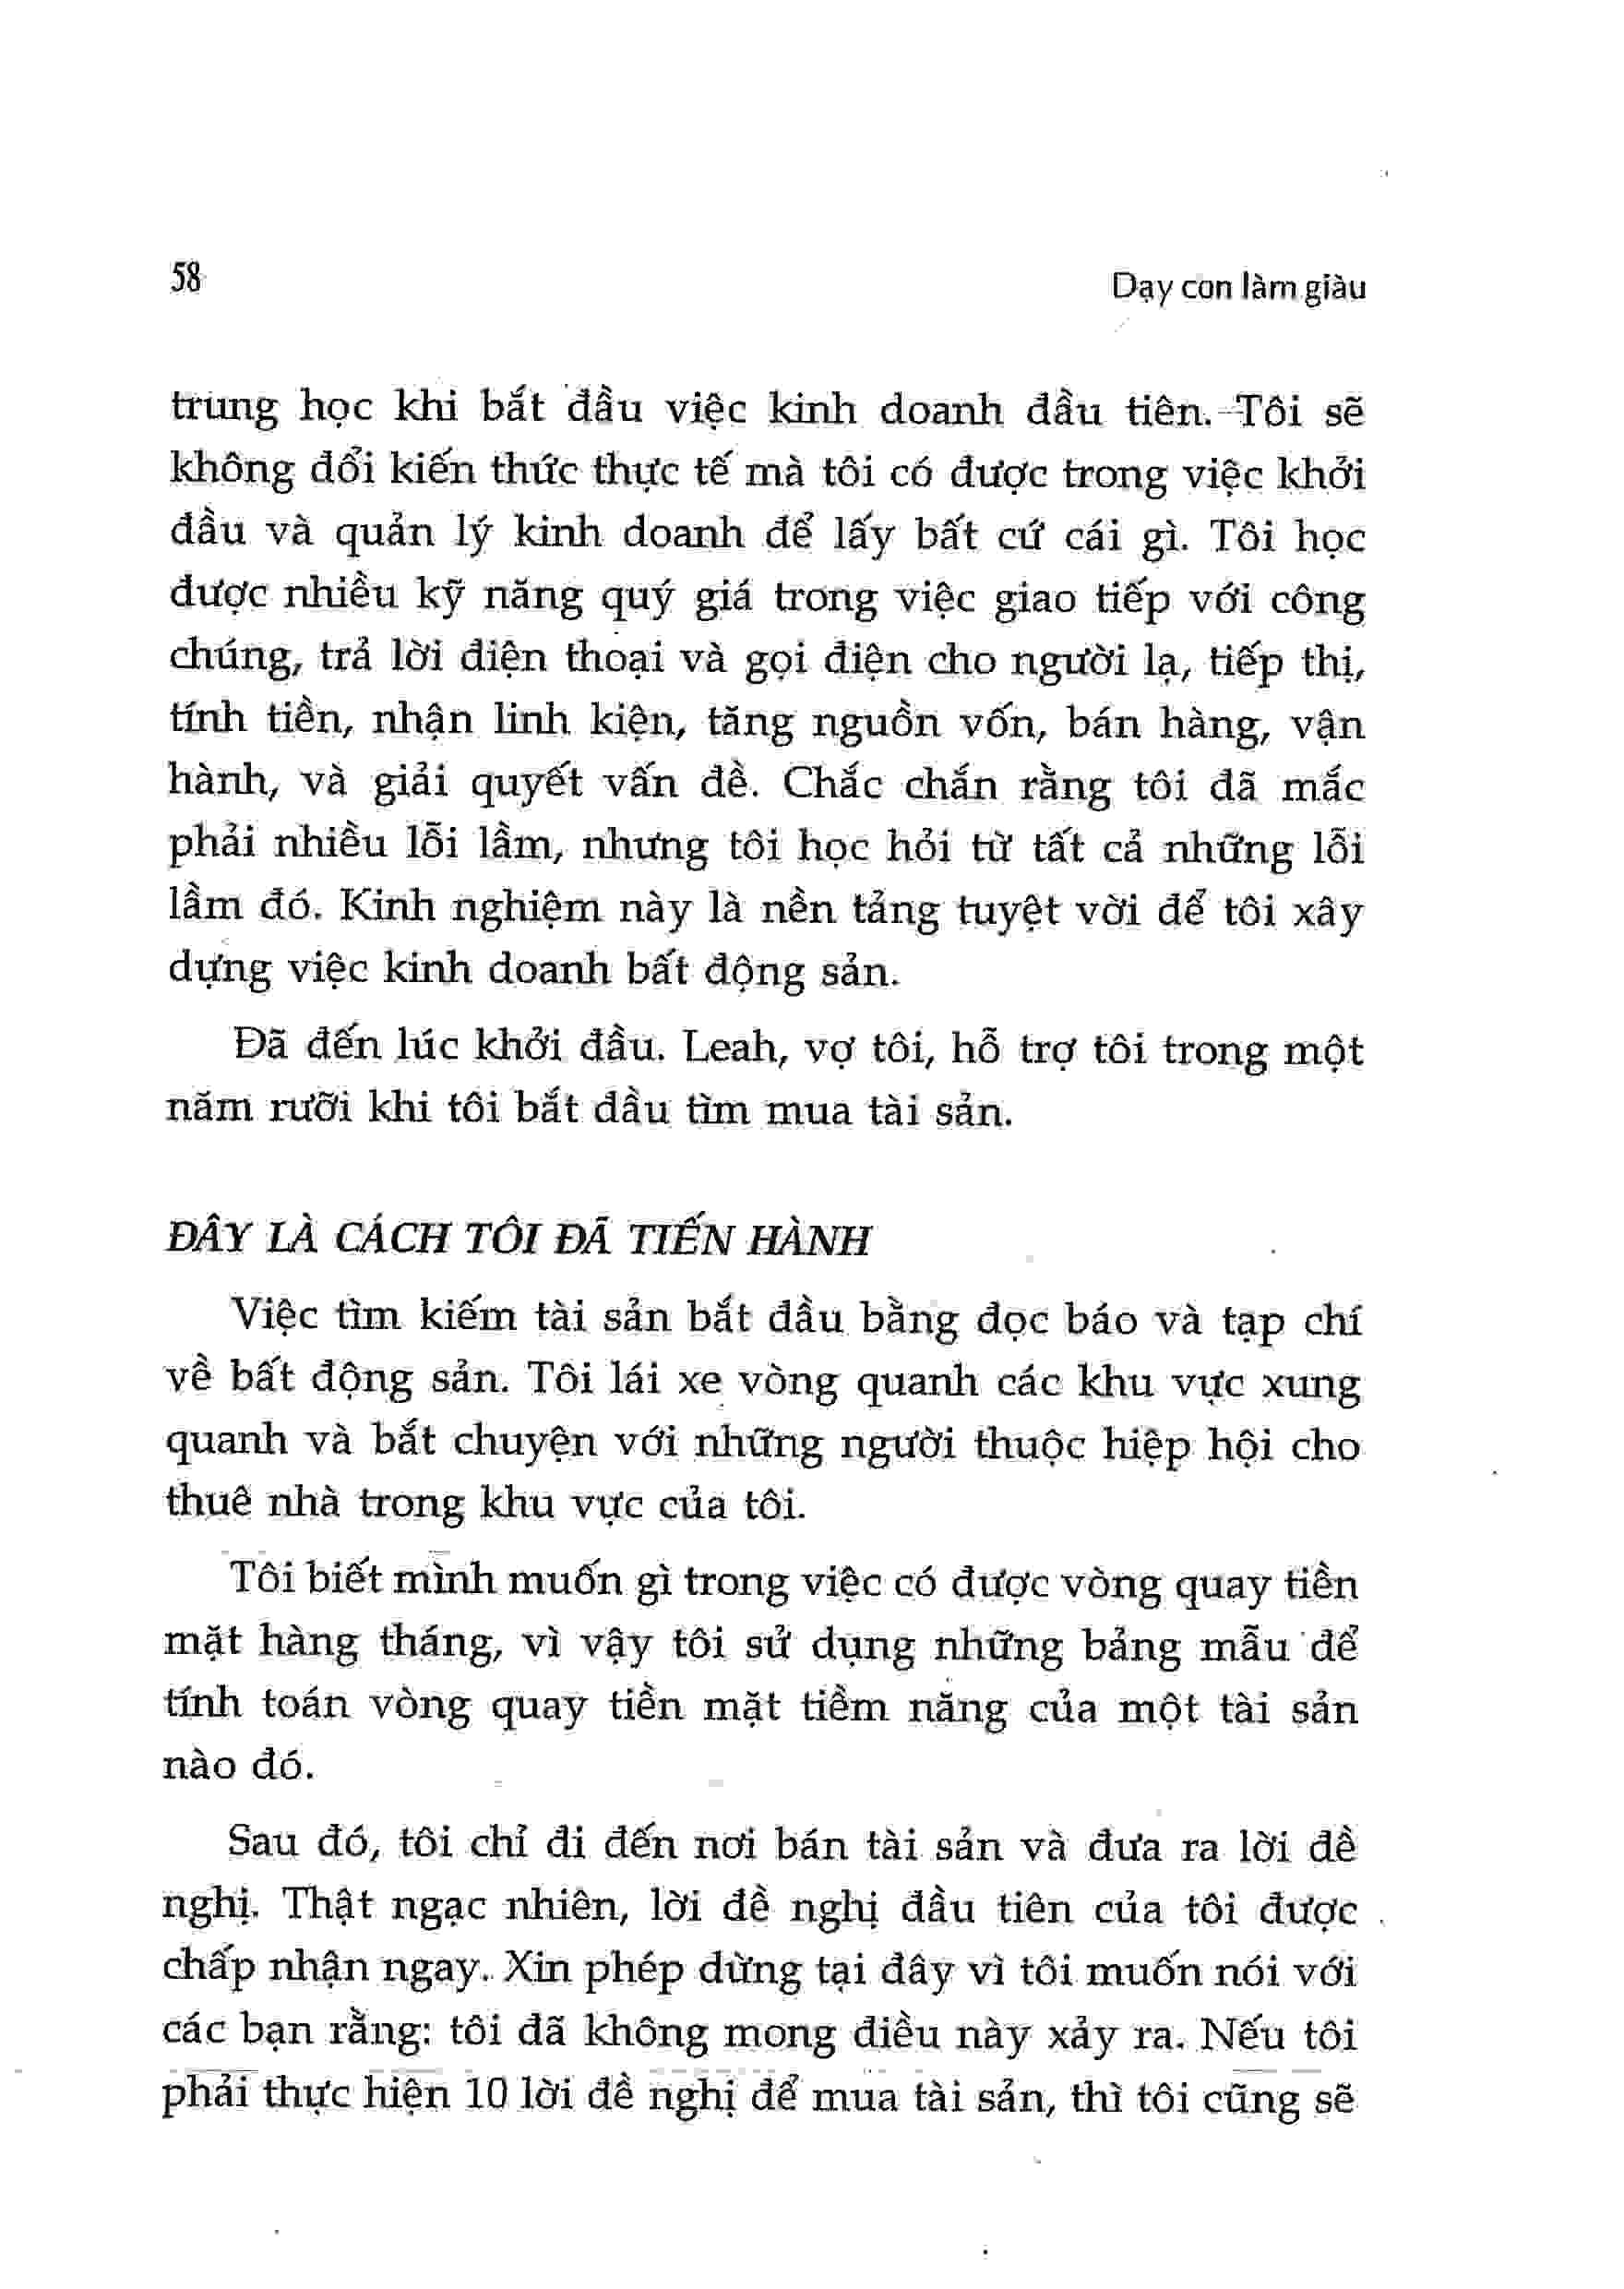 58
Dạy con làm giàu
trung học khi bắt đầu việc kinh doanh đầu tiên. Tôi sẽ
không đổi kiến thức thực tế mà tôi có được trong việc khởi
đầu và quản lý kinh doanh để lấy bất cứ cái gì. Tôi học
được nhiều kỹ năng quý giá trong việc giao tiếp với công
chúng, trả lời điện thoại và gọi điện cho người lạ, tiếp thị,
tính tiền, nhận linh kiện, tăng nguồn vốn, bán hàng, vận
hành, và giải quyết vấn đề. Chắc chắn rằng tôi đã mắc
phải nhiều lỗi lầm, nhưng tôi học hỏi từ tất cả những lỗi
lầm đó. Kinh nghiệm này là nền tảng tuyệt vời để tôi xây
dựng việc kinh doanh bất động sản.
Đã đến lúc khởi đầu. Leah, vợ tôi, hỗ trợ tôi trong một
năm rưỡi khi tôi bắt đầu tìm mua tài sản.
ĐÂY LÀ CÁCH TÔI ĐÃ TIẾN HÀNH
Việc tìm kiếm tài sản bắt đầu bằng đọc báo và tạp chí
về bất động sản. Tôi lái xe vòng quanh các khu vực xung
quanh và bắt chuyện với những người thuộc hiệp hội cho
thuê nhà trong khu vực của tôi.
Tôi biết mình muốn gì trong việc có được vòng quay tiền
mặt hàng tháng, vì vậy tôi sử dụng những bảng mẫu để
tính toán vòng quay tiền mặt tiềm năng của một tài sản
nào đó.
Sau đó, tôi chỉ đi đến nơi bán tài sản và đưa ra lời đề
nghị. Thật ngạc nhiên, lời đề nghị đầu tiên của tôi được
chấp nhận ngay. Xin phép dừng tại đây vì tôi muốn nói với
các bạn rằng: tôi đã không mong điều này xảy ra. Nếu tôi
phải thực hiện 10 lời đề nghị để mua tài sản, thì tôi cũng sẽ